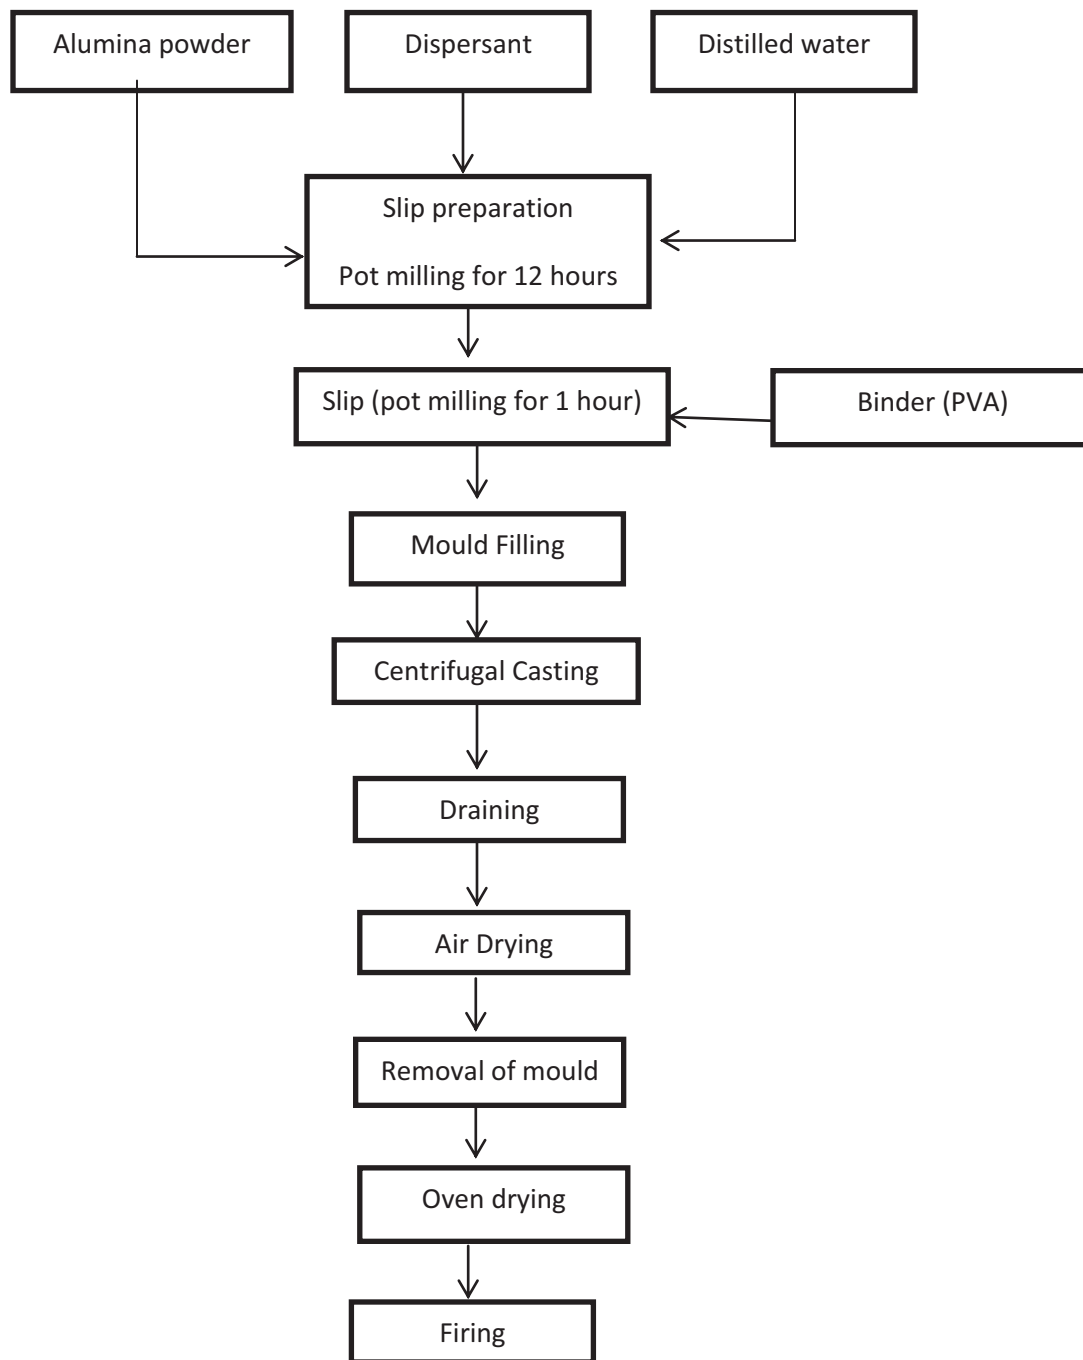 Alumina powder
Dispersant
Distilled water
Slip preparation
Pot milling for 12 hours
Slip (pot milling for 1 hour)
Binder (PVA)
Mould Filling
Centrifugal Casting
Draining
Air Drying
Removal of mould
Oven drying
Firing